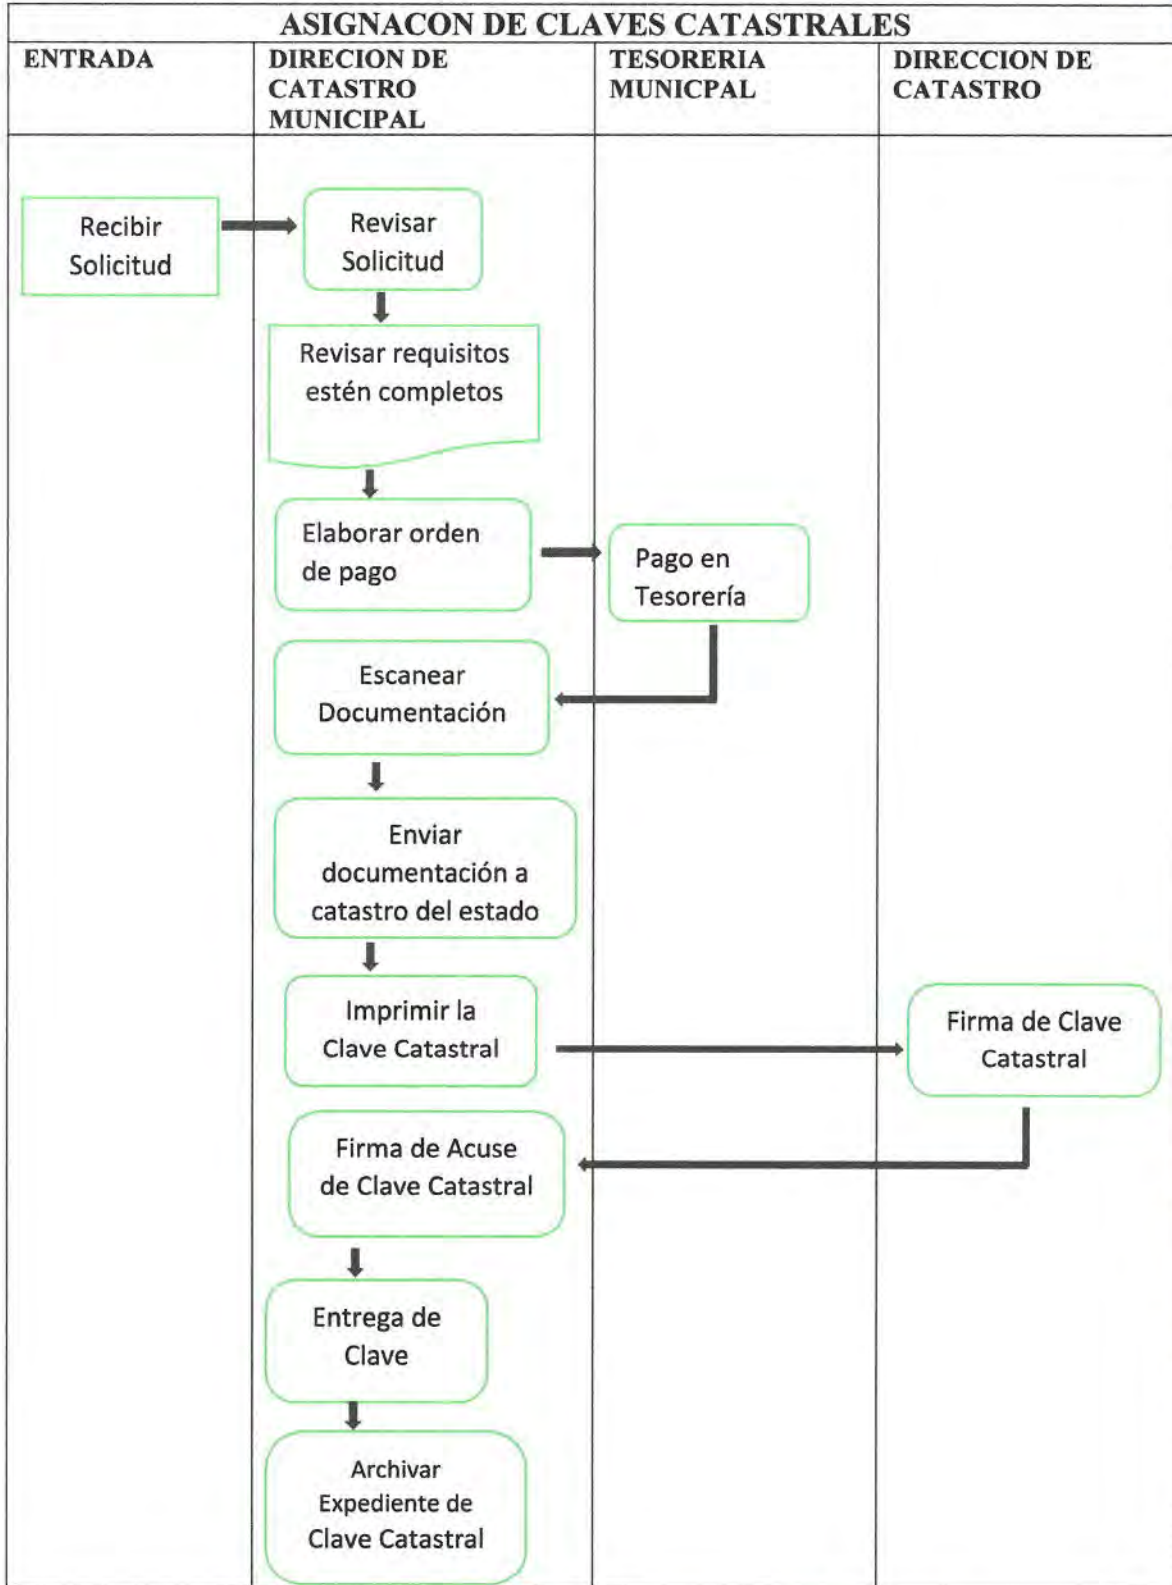 ASIGNACON DE CLAVES CATASTRALES
ENTRADA
DIRECION DE
CATASTRO
MUNICIPAL
TESORERIA
MUNICPAL
DIRECCION DE
CATASTRO
Recibir
Solicitud
Revisar
Solicitud
Revisar requisitos
estén completos
Elaborar orden
de pago
Pago en
Tesorería
Escanear
Documentación
Enviar
documentación a
catastro del estado
Imprimir la
Clave Catastral
Firma de Clave
Catastral
Firma de Acuse
de Clave Catastral
Entrega de
Clave
Archivar
Expediente de
Clave Catastral